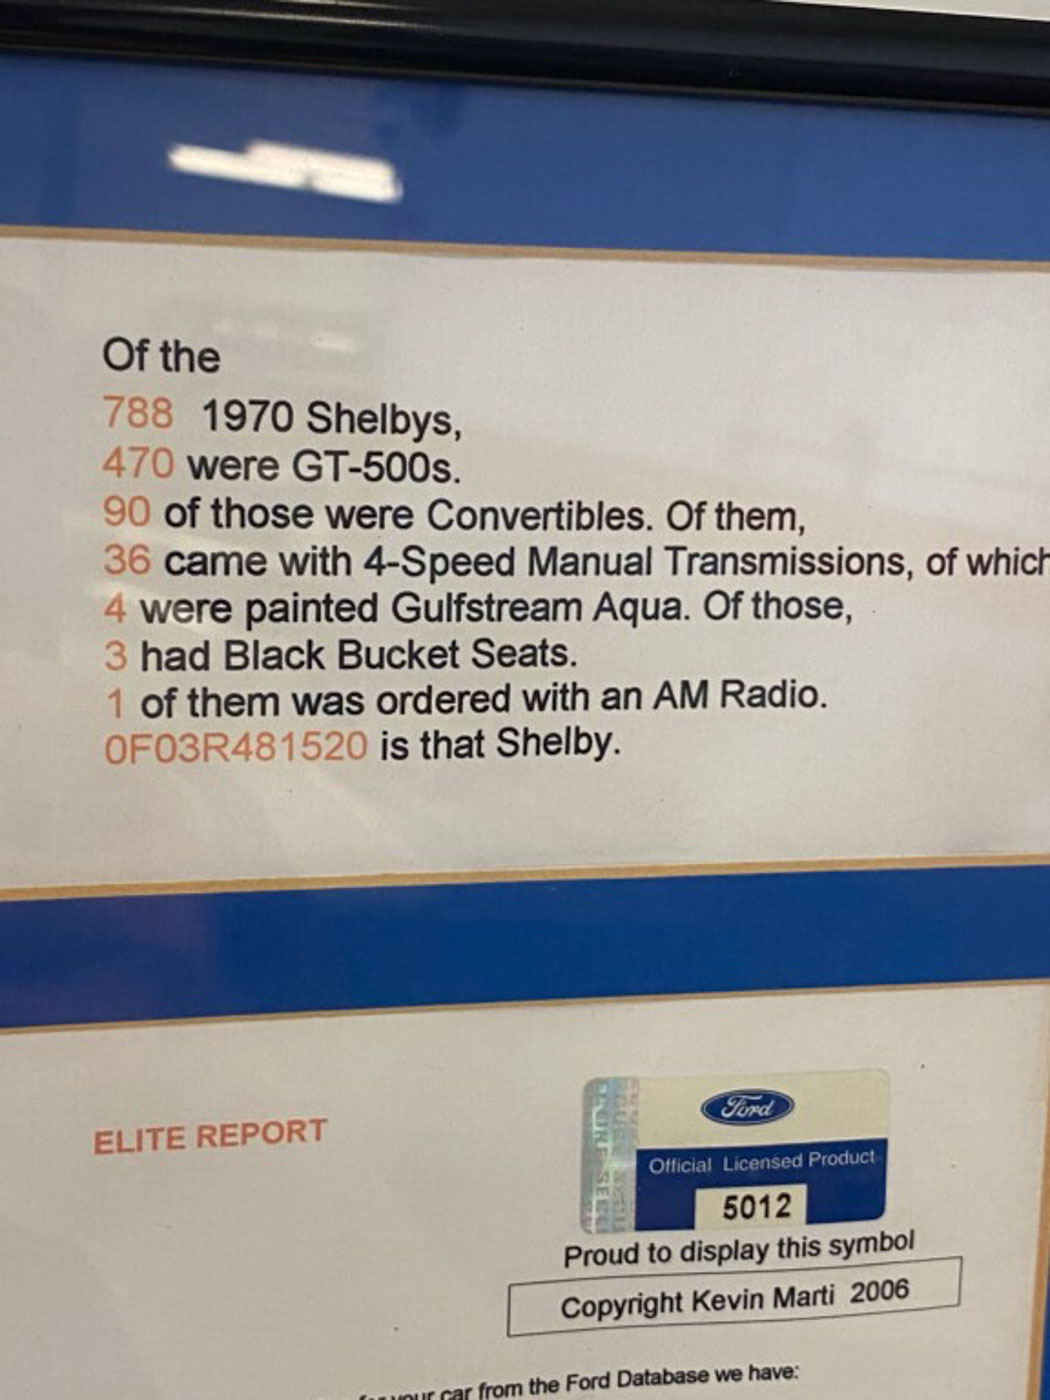 Of the
788 1970 Shelbys,
470 were GT-500s.
90 of those were Convertibles. Of them,
36 came with 4-Speed Manual Transmissions, of which
4 were painted Gulfstream Aqua. Of those,
3 had Black Bucket Seats.
1 of them was ordered with an AM Radio.
0F03R481520 is that Shelby.
ELITE REPORT
Ford
Official Licensed Product
5012
Proud to display this symbol
Copyright Kevin Marti 2006
your car from the Ford Database we have: